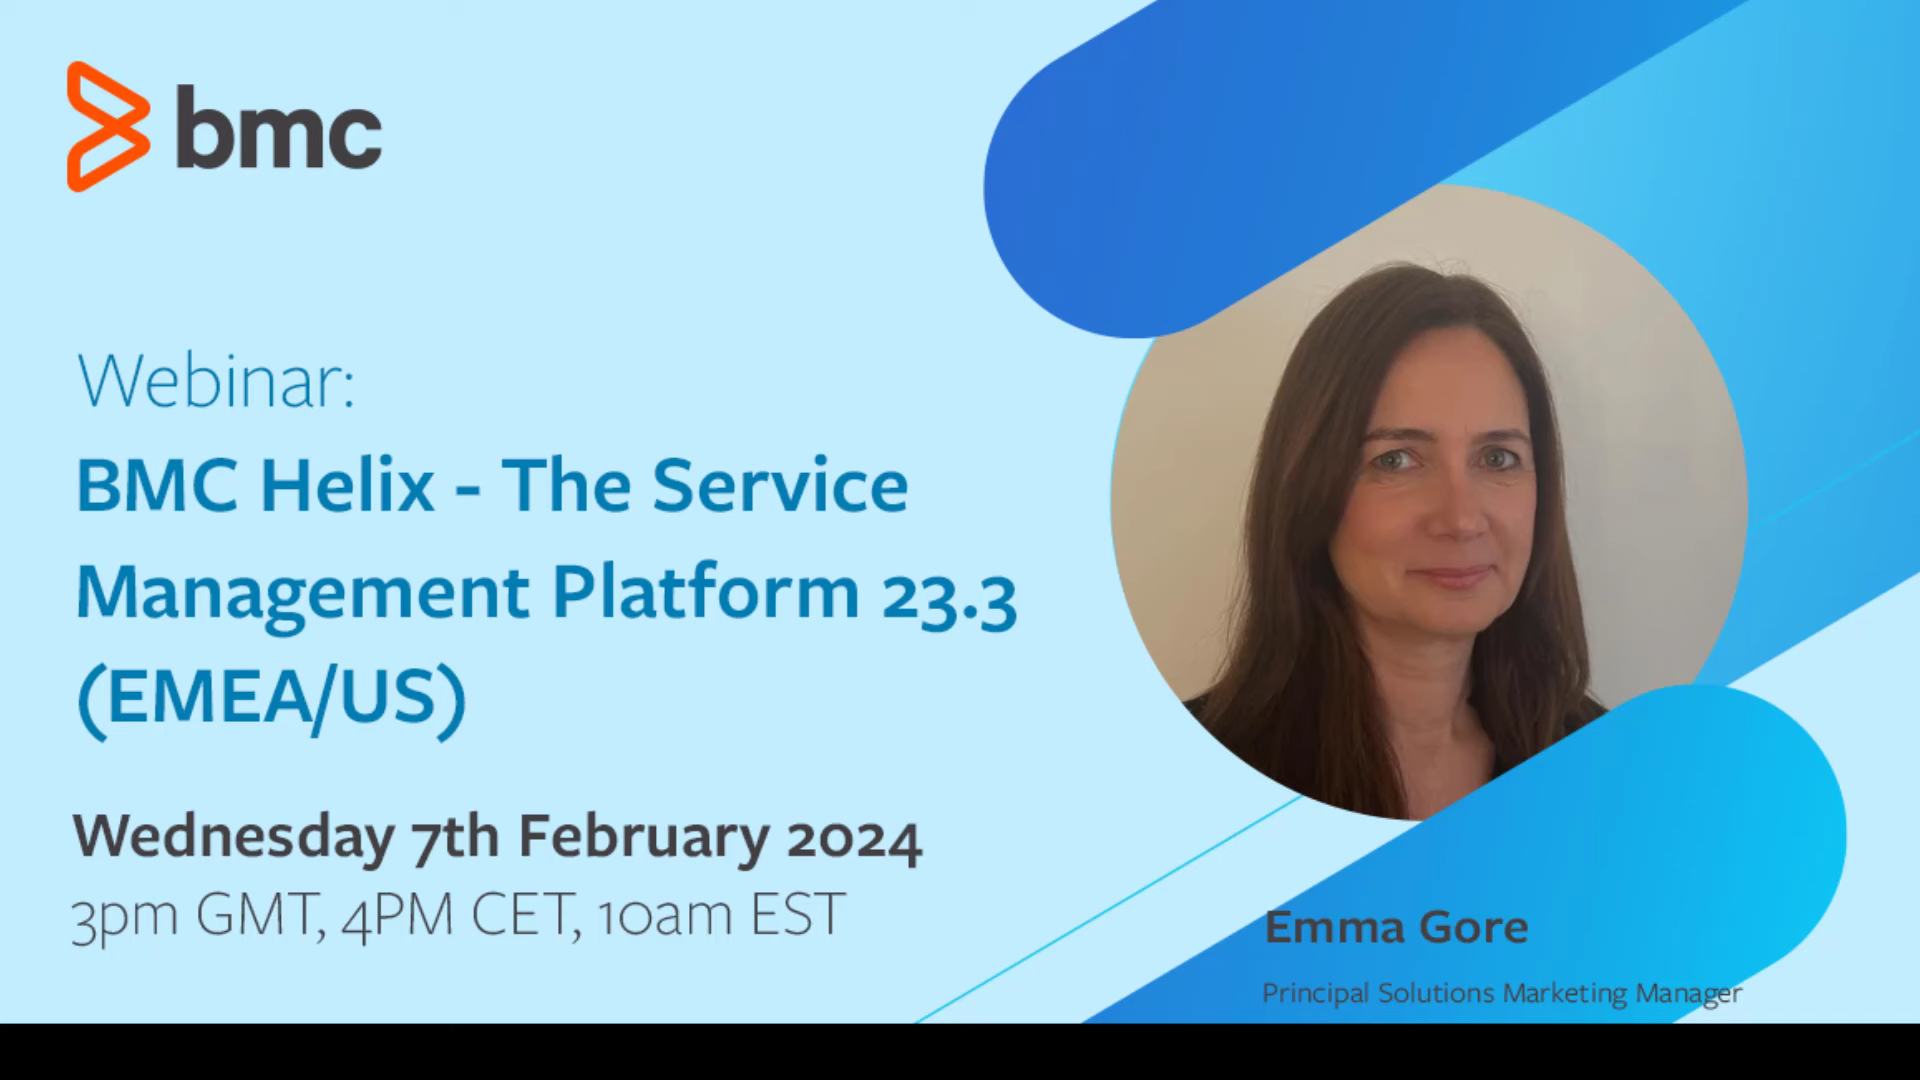 bmc
Webinar:
BMC Helix - The Service
Management Platform 23.3
(EMEA/US)
Wednesday 7th February 2024
3pm GMT, 4PM CET, 10am EST
Emma Gore
Principal Solutions Marketing Manager